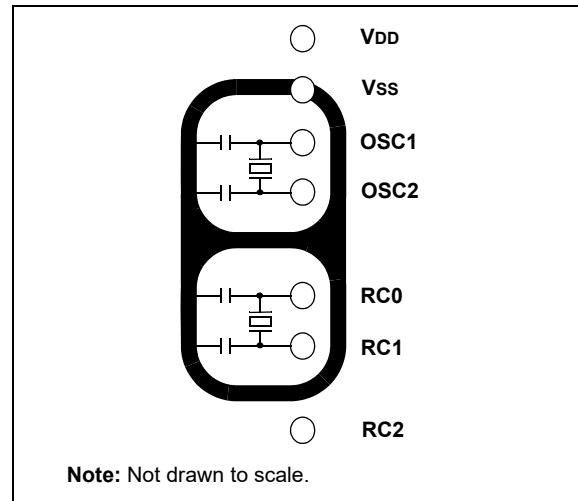 VDD
VSS
OSC1
OSC2
RC0
RC1
RC2
Note: Not drawn to scale.